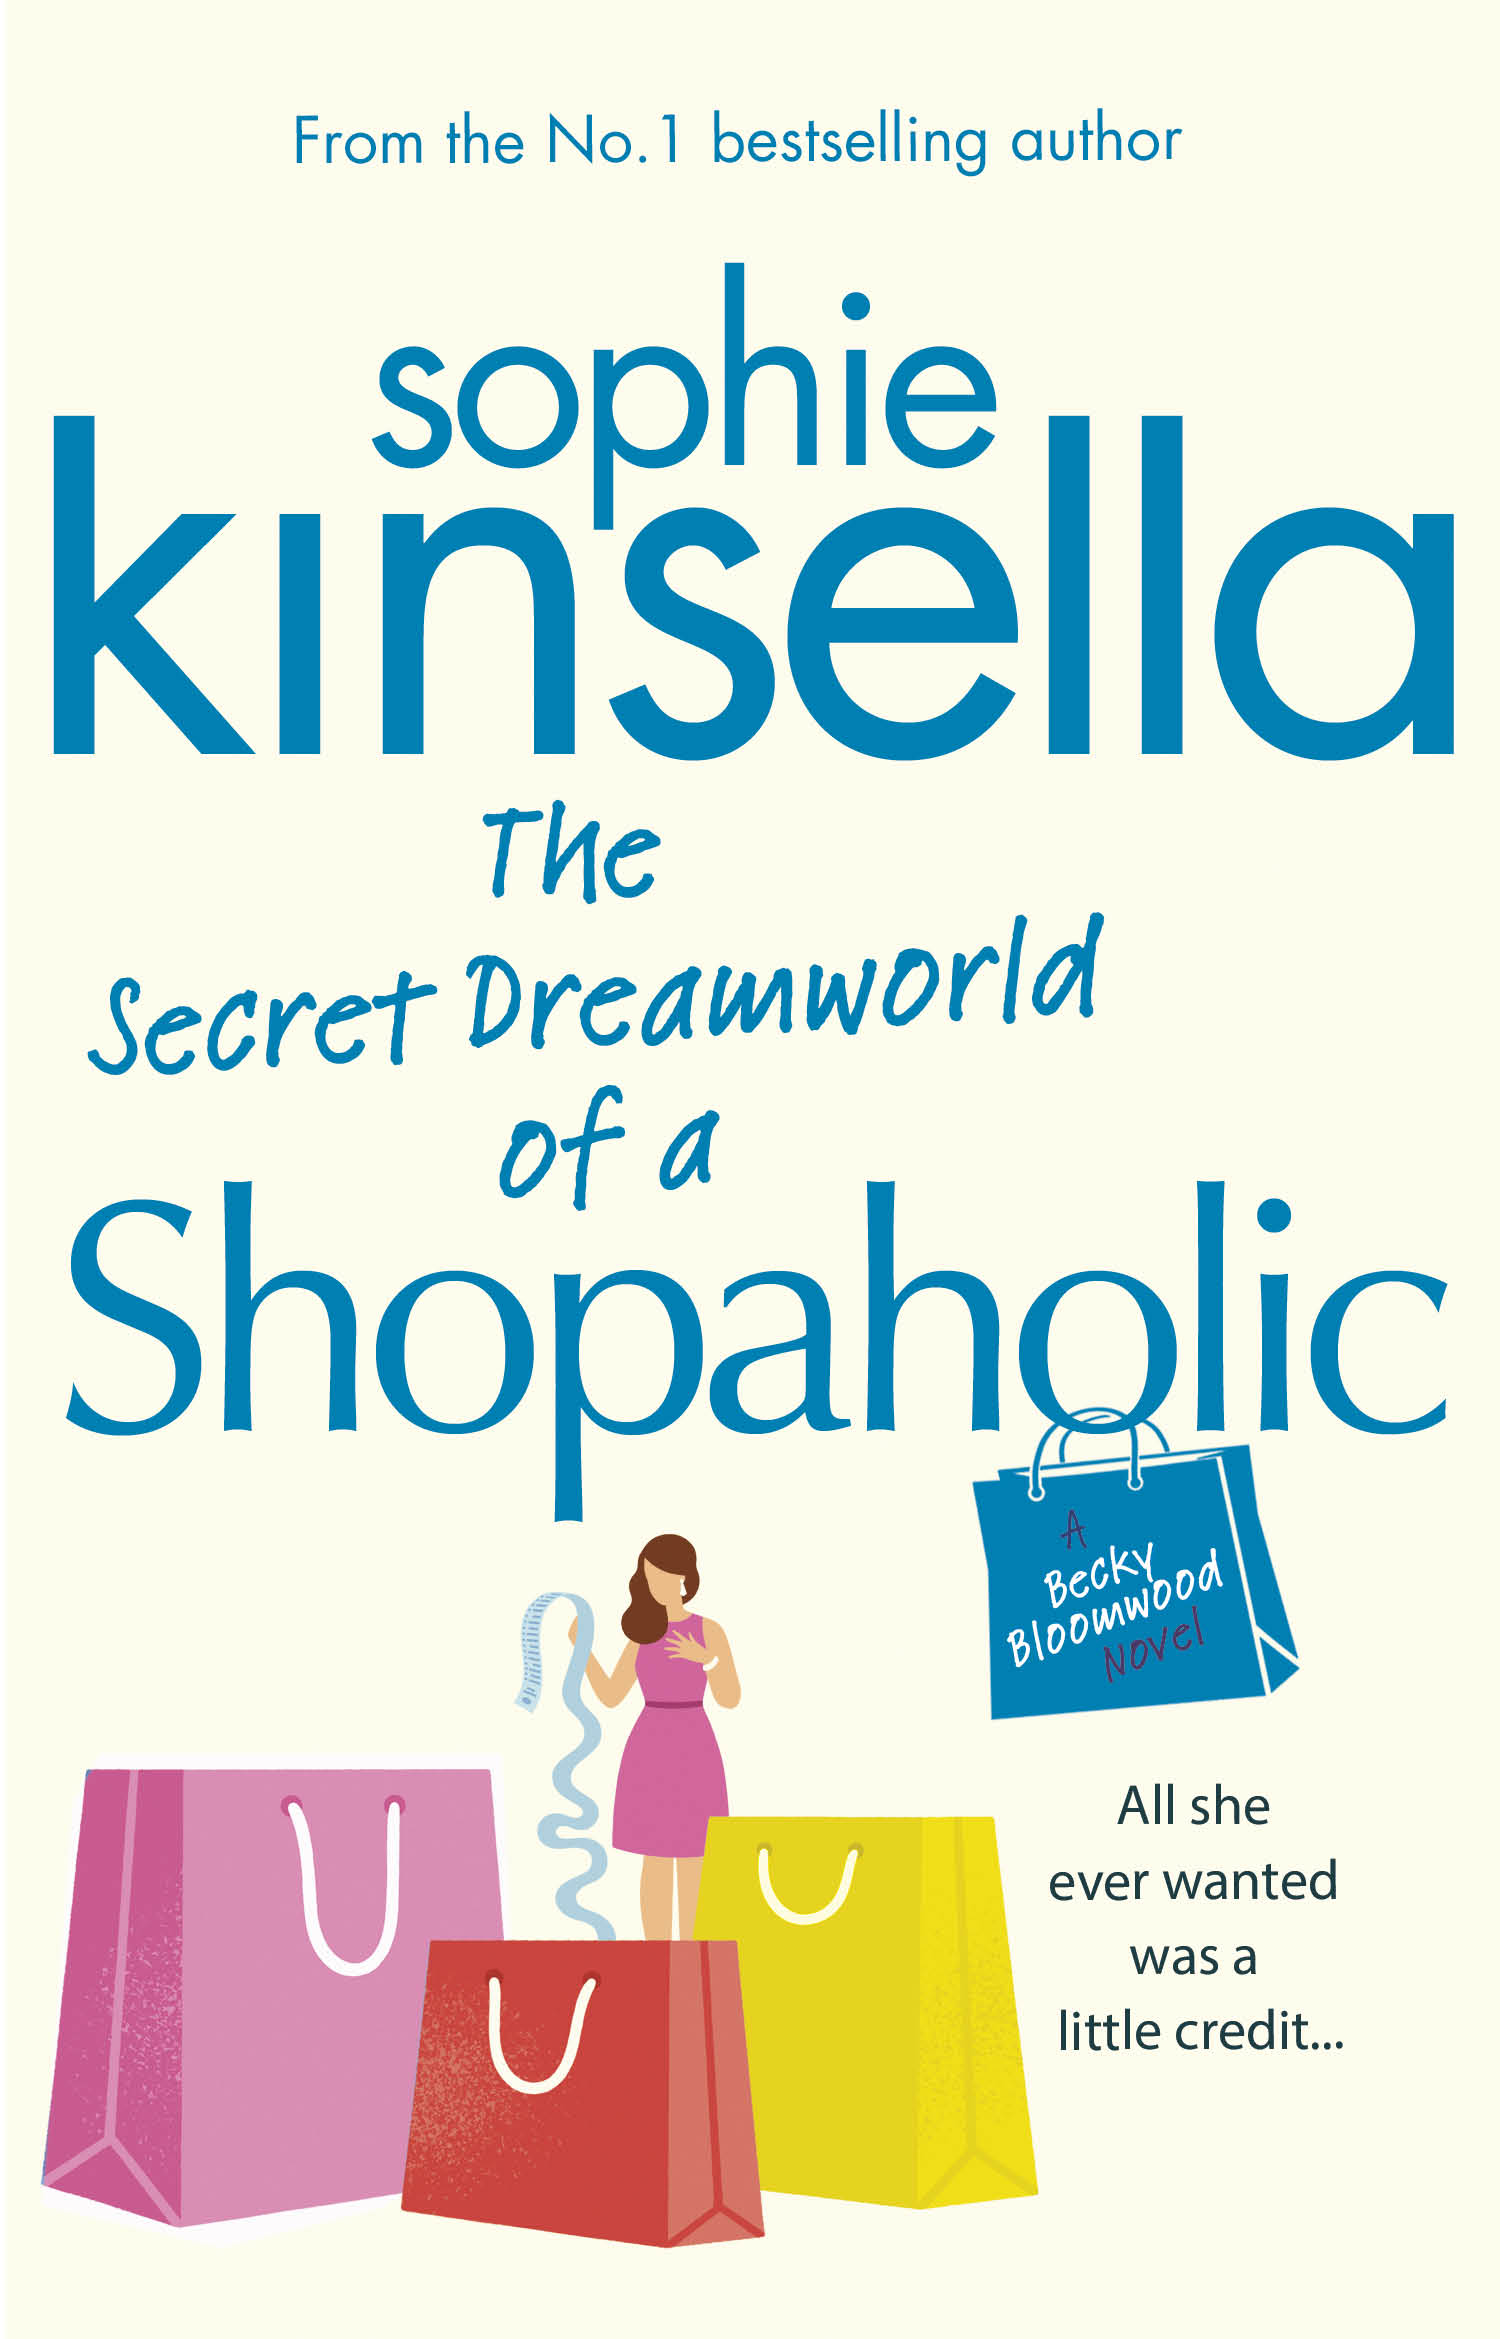 From the No.1 bestselling author
sophie
kinsella
The
Secret Dreamworld
of a
Shopaholic
A
Becky
Bloomwood
Novel
All she
ever wanted
was a
little credit...